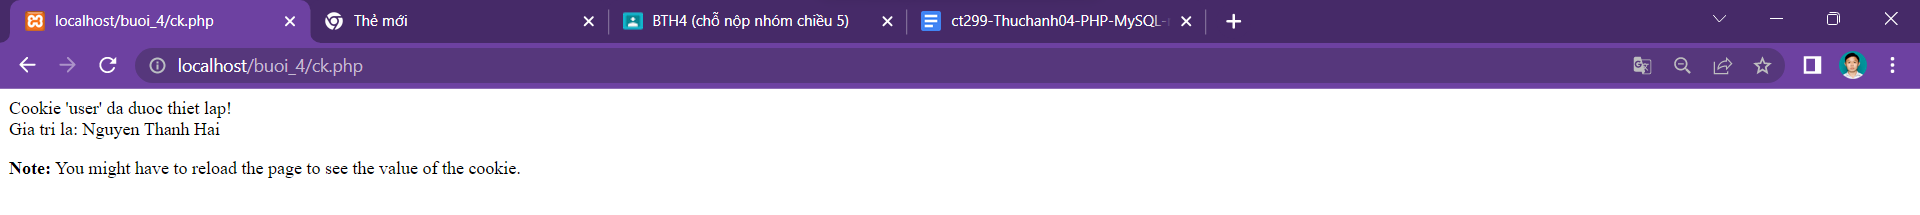 localhost/buoi_4/ck.php
Thẻ mới
BTH4 (chỗ nộp nhóm chiều 5)
ct299-Thuchanh04-PHP-MySQL-
localhost/buoi_4/ck.php
Cookie 'user' da duoc thiet lap!
Gia tri la: Nguyen Thanh Hai
Note: You might have to reload the page to see the value of the cookie.